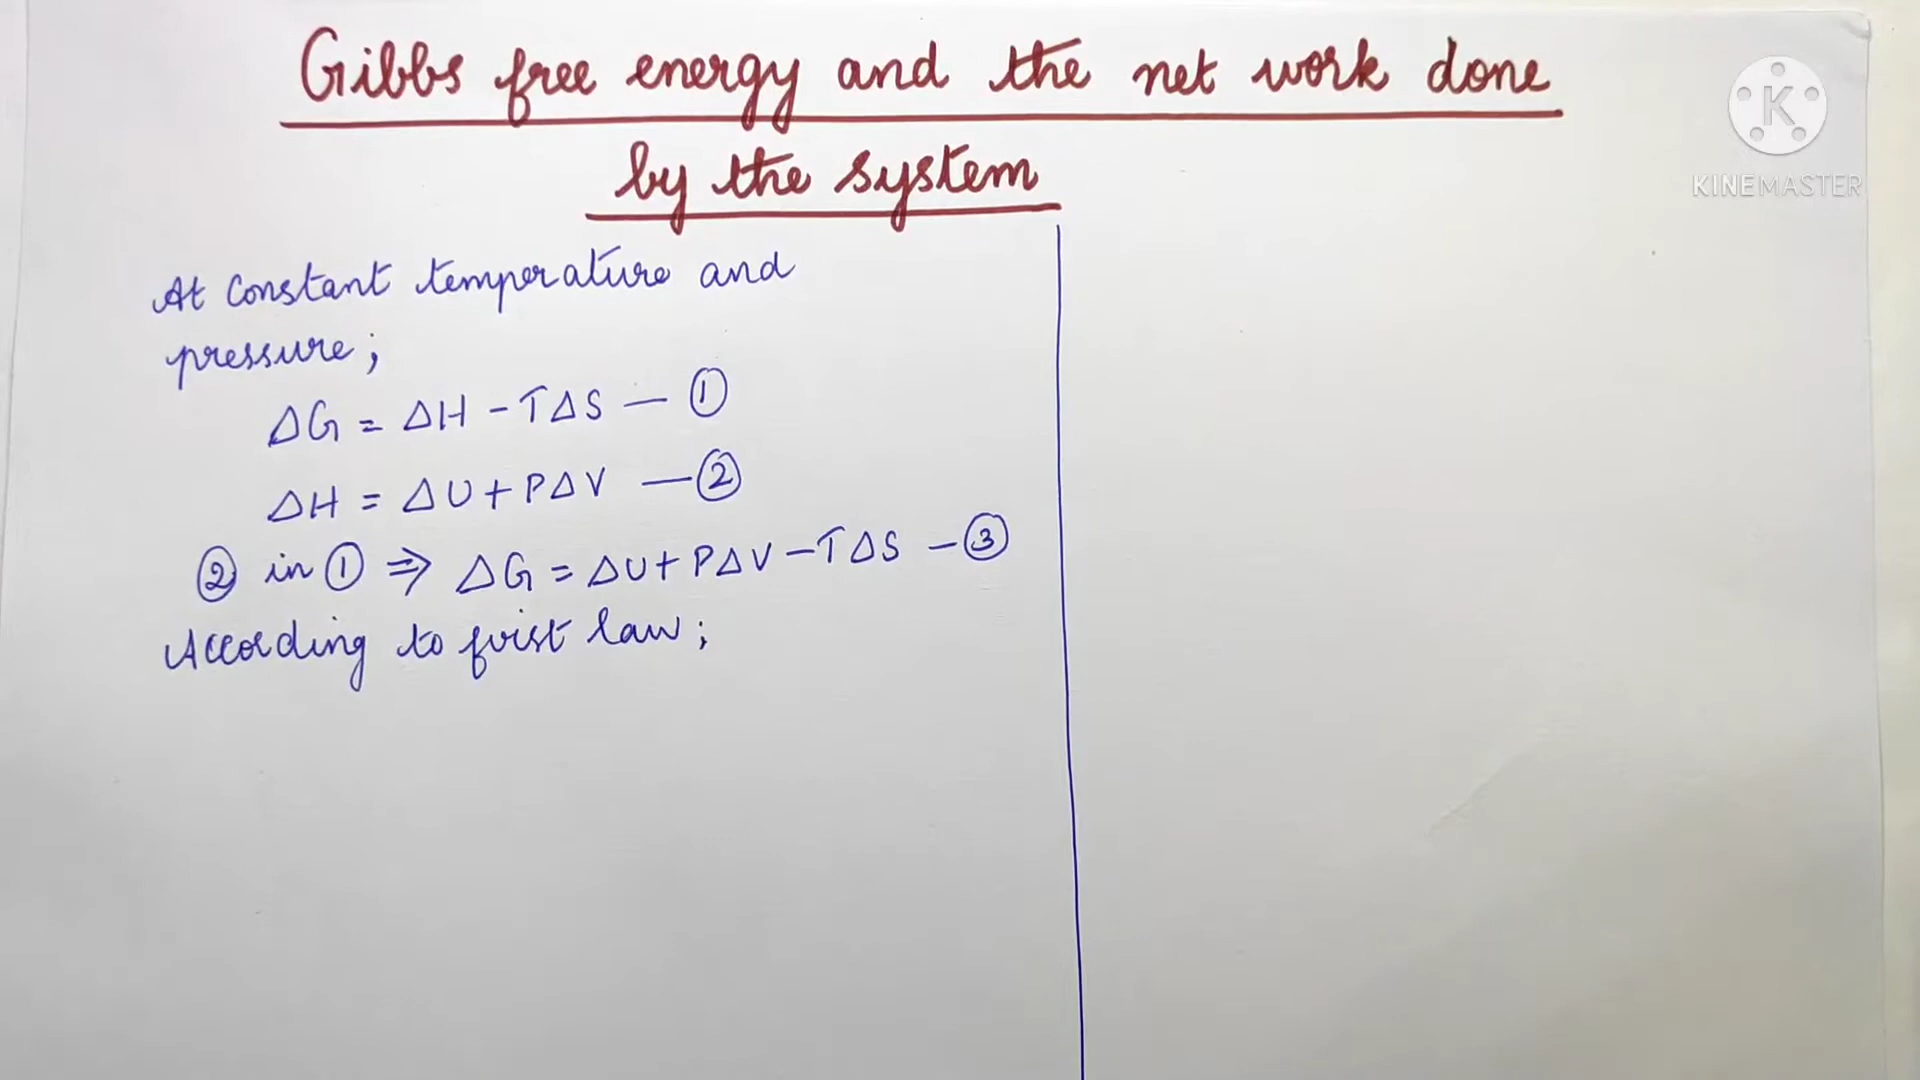 Gibbs free energy and the net work done
by the system
K
KINEMASTER
At Constant temperature and
pressure;
ΔG = ΔH - TΔS — ①
ΔH = ΔU + PΔV — ②
② in ① ⇒ ΔG = ΔU + PΔV - TΔS - ③
According to first law;